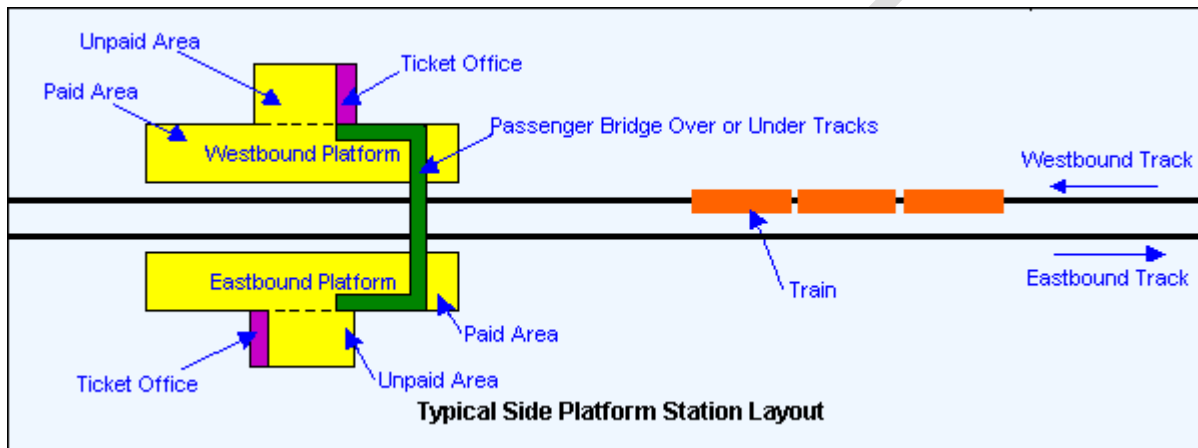 Unpaid Area
Ticket Office
Paid Area
Passenger Bridge Over or Under Tracks
Westbound Platform
Westbound Track
Eastbound Platform
Eastbound Track
Train
Paid Area
Ticket Office
Unpaid Area
Typical Side Platform Station Layout